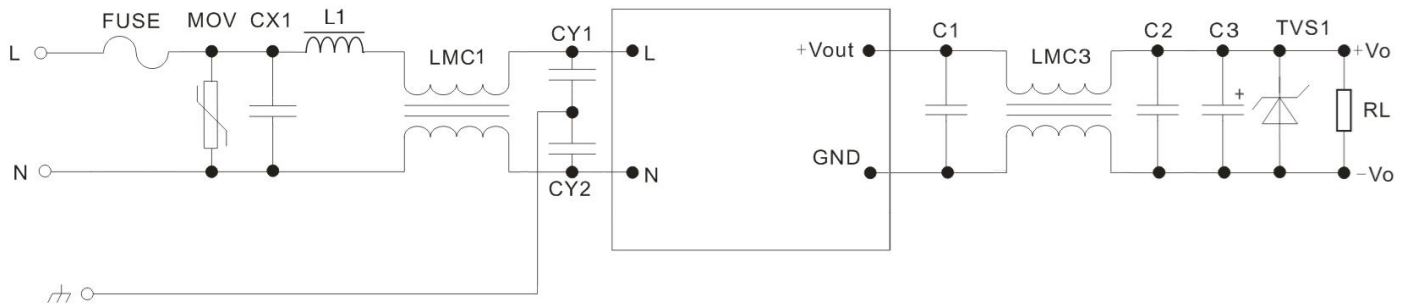 FUSE
MOV
CX1
L1
LMC1
CY1
L
L
N
N
CY2
+Vout
GND
C1
LMC3
C2
C3
TVS1
+
+Vo
RL
-Vo